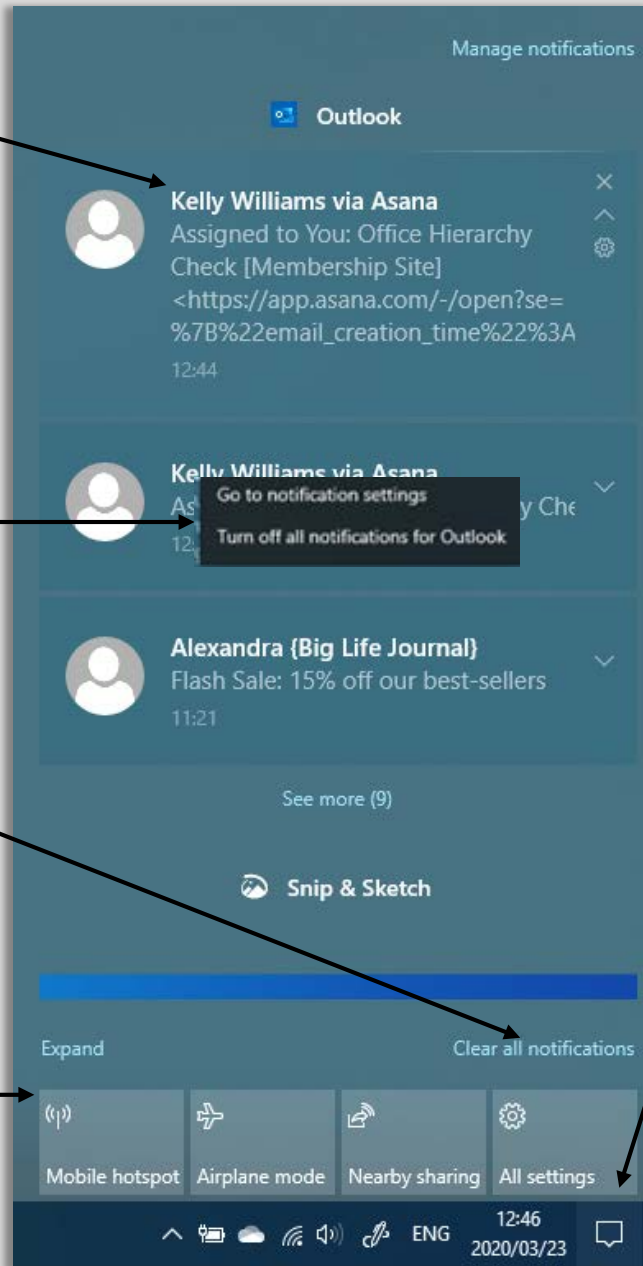 Manage notifications
Outlook
Kelly Williams via Asana
Assigned to You: Office Hierarchy
Check [Membership Site]
<https://app.asana.com/-/open?se=
%7B%22email_creation_time%22%3A
12:44
Kelly Williams via Asana
As
y Che
12:
Go to notification settings
Turn off all notifications for Outlook
Alexandra {Big Life Journal}
Flash Sale: 15% off our best-sellers
11:21
See more (9)
Snip & Sketch
Expand
Clear all notifications
Mobile hotspot
Airplane mode
Nearby sharing
All settings
ENG
12:46
2020/03/23